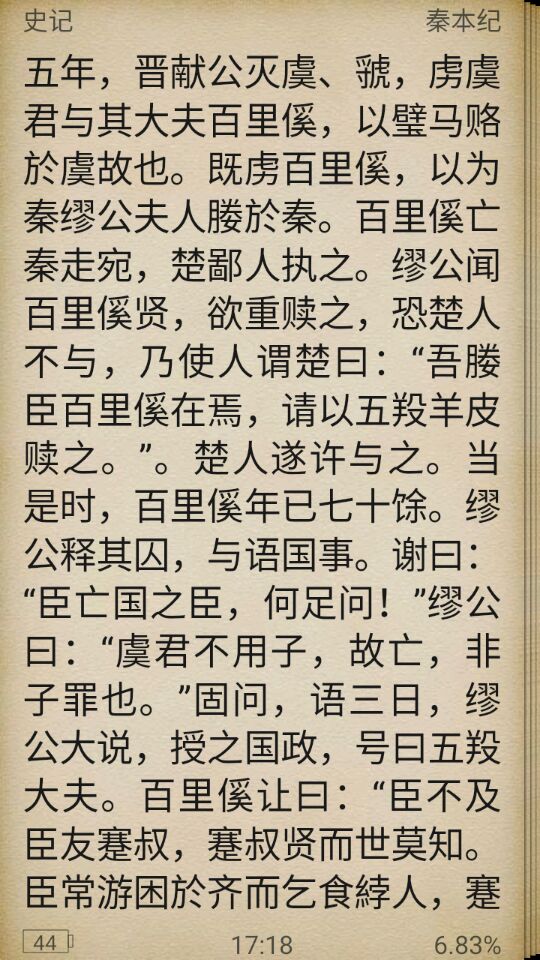 史记 秦本纪
五年，晋献公灭虞、虢，虏虞
君与其大夫百里傒，以璧马赂
於虞故也。既虏百里傒，以为
秦缪公夫人媵於秦。百里傒亡
秦走宛，楚鄙人执之。缪公闻
百里傒贤，欲重赎之，恐楚人
不与，乃使人谓楚曰：“吾媵
臣百里傒在焉，请以五羖羊皮
赎之。”。楚人遂许与之。当
是时，百里傒年已七十馀。缪
公释其囚，与语国事。谢曰：
“臣亡国之臣，何足问！”缪公
曰：“虞君不用子，故亡，非
子罪也。”固问，语三日，缪
公大说，授之国政，号曰五羖
大夫。百里傒让曰：“臣不及
臣友蹇叔，蹇叔贤而世莫知。
臣常游困於齐而乞食䬹人，蹇
44 17:18 6.83%